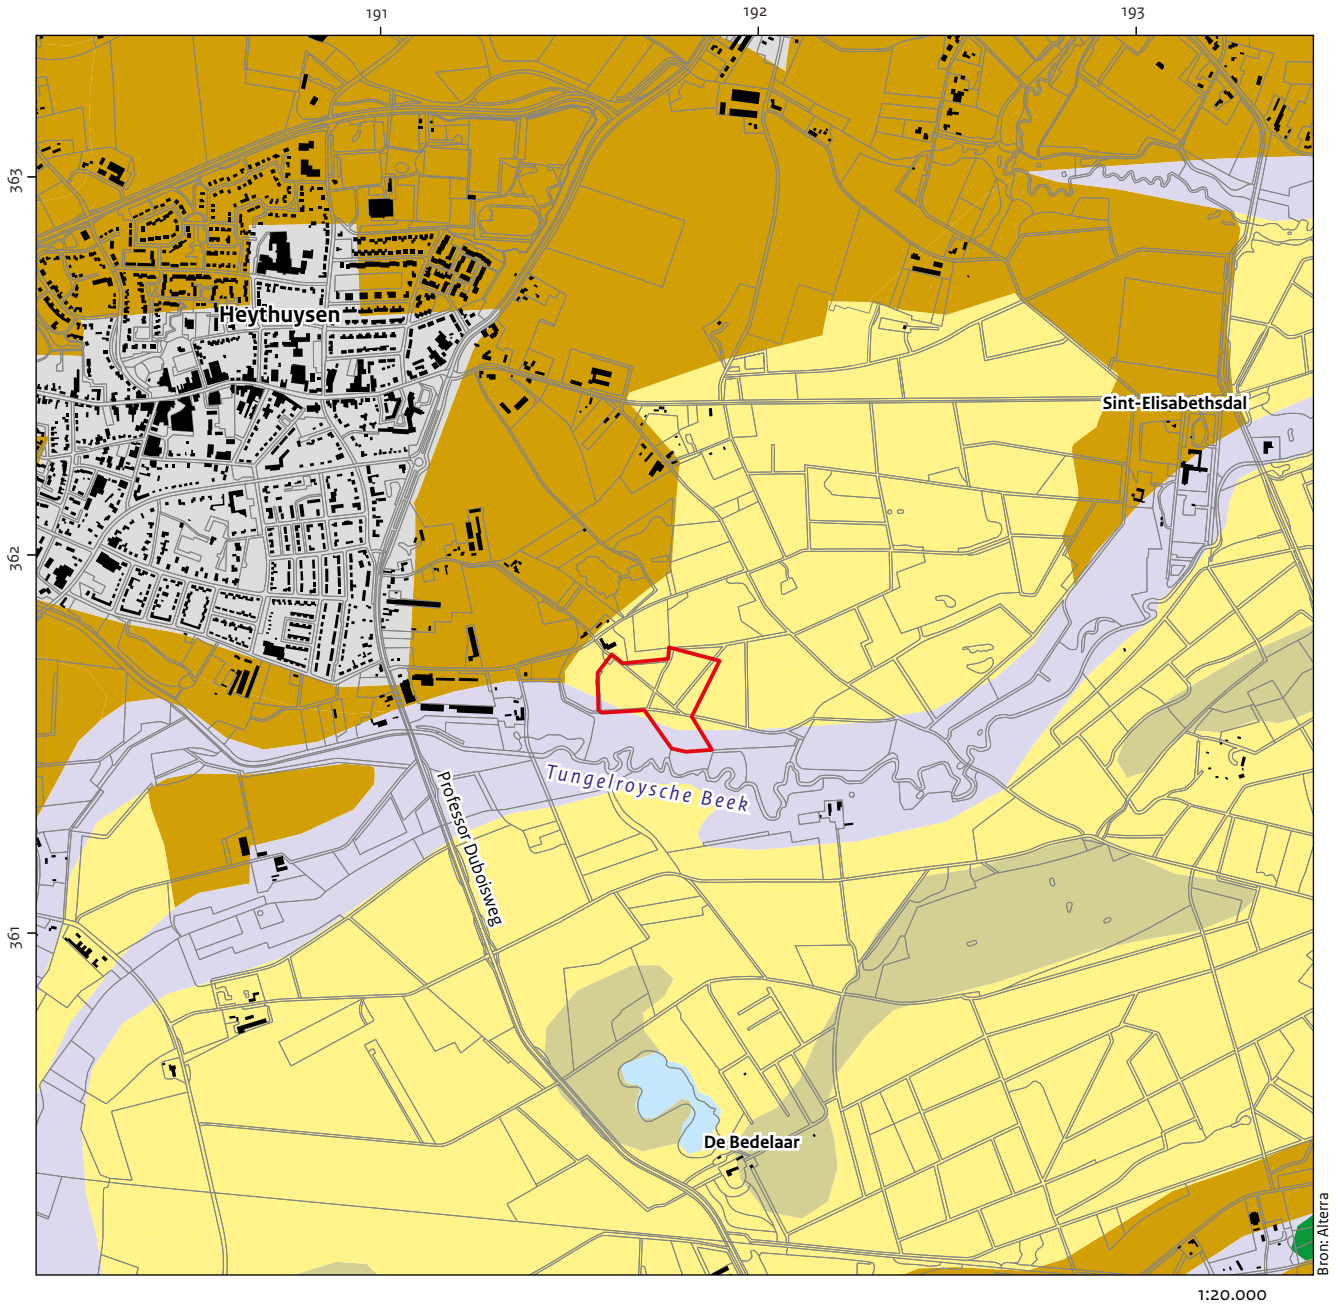 191
192
193
363
362
361
Heythuysen
Sint-Elisabethsdal
Tungelroysche Beek
Professor Duboisweg
De Bedelaar
Bron: Alterra
1:20.000